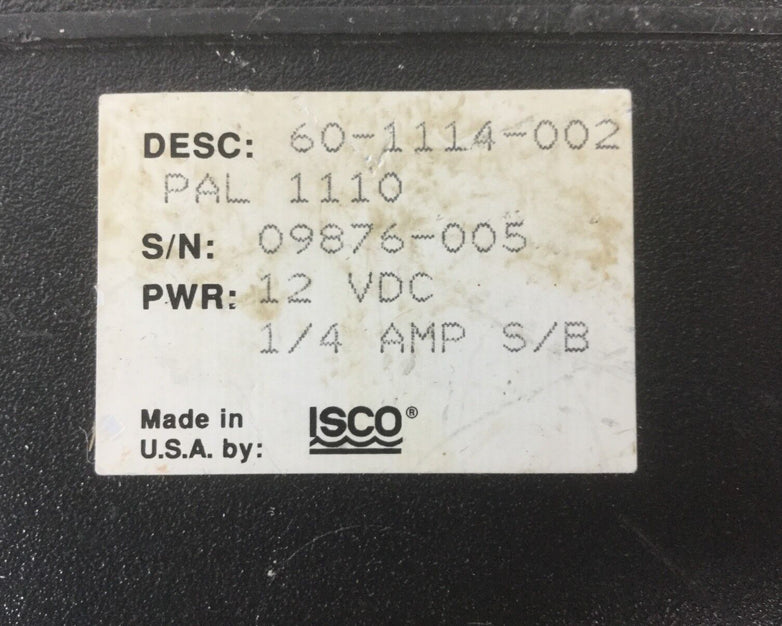 DESC: 60-1114-002
PAL 1110
S/N: 09876-005
PWR: 12 VDC
1/4 AMP S/B
Made in
U.S.A. by: ISCO®